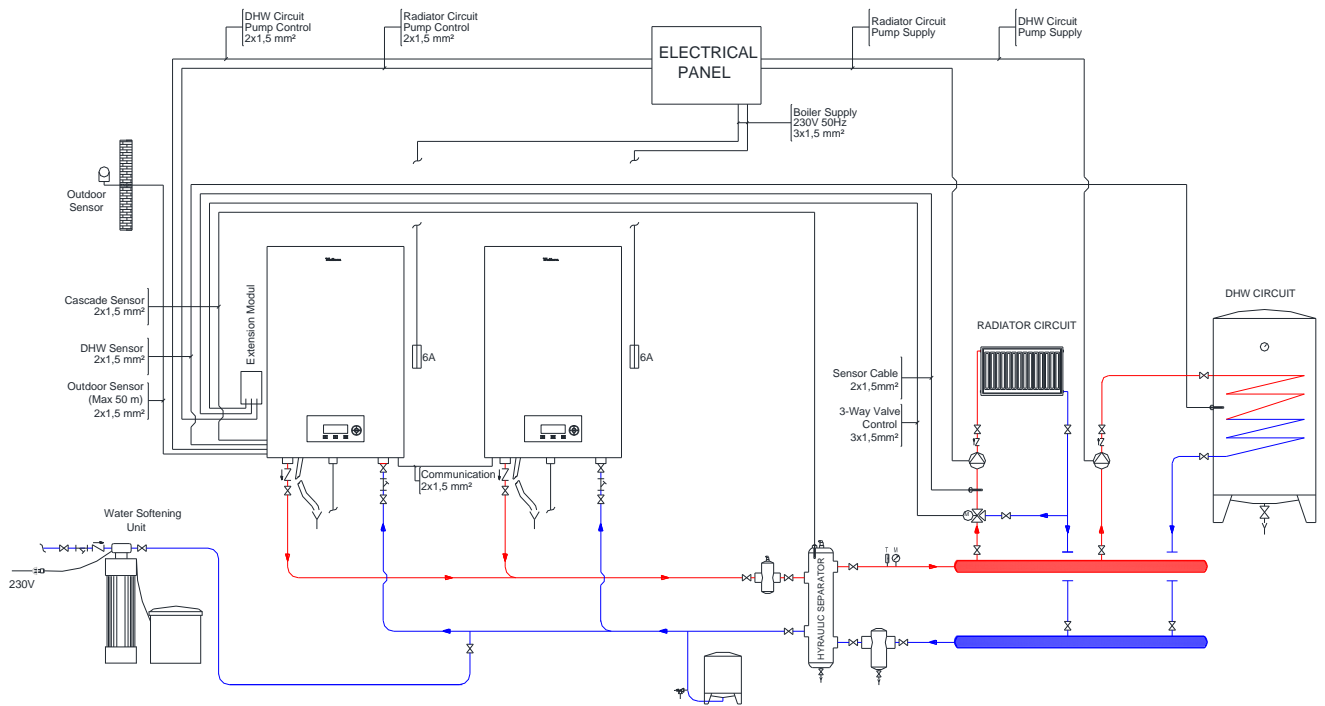 DHW Circuit
Pump Control
2x1,5 mm²
Radiator Circuit
Pump Control
2x1,5 mm²
ELECTRICAL
PANEL
Radiator Circuit
Pump Supply
DHW Circuit
Pump Supply
Boiler Supply
230V 50Hz
3x1,5 mm²
Outdoor
Sensor
Cascade Sensor
2x1,5 mm²
DHW Sensor
2x1,5 mm²
Outdoor Sensor
(Max 50 m)
2x1,5 mm²
Extension Modul
6A
6A
Communication
2x1,5 mm²
Sensor Cable
2x1,5mm²
3-Way Valve
Control
3x1,5mm²
RADIATOR CIRCUIT
DHW CIRCUIT
M
Water Softening
Unit
230V
HYRAULIC SEPARATOR
T M